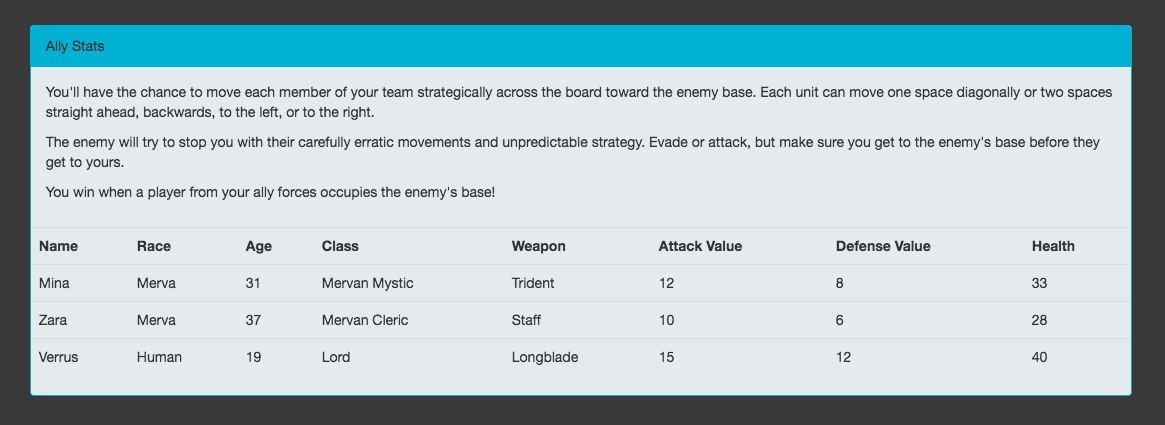 Ally Stats
You'll have the chance to move each member of your team strategically across the board toward the enemy base. Each unit can move one space diagonally or two spaces
straight ahead, backwards, to the left, or to the right.
The enemy will try to stop you with their carefully erratic movements and unpredictable strategy. Evade or attack, but make sure you get to the enemy's base before they
get to yours.
You win when a player from your ally forces occupies the enemy's base!
Name Race Age Class Weapon Attack Value Defense Value Health
Mina Merva 31 Mervan Mystic Trident 12 8 33
Zara Merva 37 Mervan Cleric Staff 10 6 28
Verrus Human 19 Lord Longblade 15 12 40